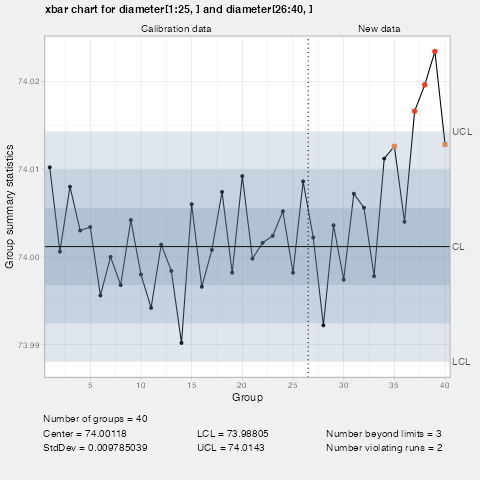 xbar chart for diameter[1:25, ] and diameter[26:40, ]
Calibration data New data
Group summary statistics
74.02
74.01
74.00
73.99
UCL
CL
LCL
5 10 15 20 25 30 35 40
Group
Number of groups = 40
Center = 74.00118 LCL = 73.98805 Number beyond limits = 3
StdDev = 0.009785039 UCL = 74.0143 Number violating runs = 2